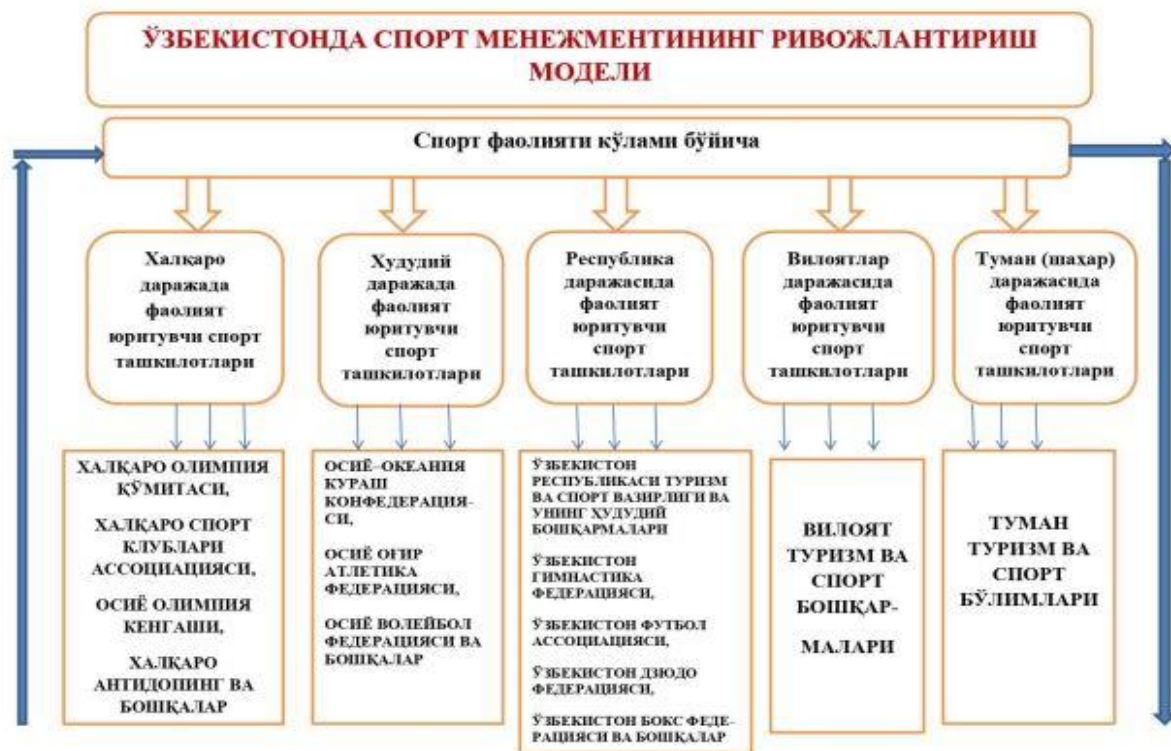 ЎЗБЕКИСТОНДА СПОРТ МЕНЕЖМЕНТИНИНГ РИВОЖЛАНТИРИШ
МОДЕЛИ
Спорт фаолияти кўлами бўйича
Халқаро
даражада
фаолият
юритувчи спорт
ташкилотлари
Худудий
даражада
фаолият
юритувчи
спорт
ташкилотлари
Республика
даражасида
фаолият
юритувчи
спорт
ташкилотлари
Вилоятлар
даражасида
фаолият
юритувчи
спорт
ташкилотлари
Туман (шаҳар)
даражасида
фаолият
юритувчи
спорт
ташкилотлари
ХАЛҚАРО ОЛИМПИЯ
ҚЎМИТАСИ,
ХАЛҚАРО СПОРТ
КЛУБЛАРИ
АССОЦИАЦИЯСИ,
ОСИЁ ОЛИМПИЯ
КЕНГАШИ,
ХАЛҚАРО
АНТИДОПИНГ ВА
БОШҚАЛАР
ОСИЁ–ОКЕАНИЯ
КУРАШ
КОНФЕДЕРАЦИЯ-
СИ,
ОСИЁ ОҒИР
АТЛЕТИКА
ФЕДЕРАЦИЯСИ,
ОСИЁ ВОЛЕЙБОЛ
ФЕДЕРАЦИЯСИ ВА
БОШҚАЛАР
ЎЗБЕКИСТОН
РЕСПУБЛИКАСИ ТУРИЗМ
ВА СПОРТ ВАЗИРЛИГИ ВА
УНИНГ ҲУДУДИЙ
БОШҚАРМАЛАРИ
ЎЗБЕКИСТОН
ГИМНАСТИКА
ФЕДЕРАЦИЯСИ,
ЎЗБЕКИСТОН ФУТБОЛ
АССОЦИАЦИЯСИ,
ЎЗБЕКИСТОН ДЗЮДО
ФЕДЕРАЦИЯСИ,
ЎЗБЕКИСТОН БОКС ФЕДЕ-
РАЦИЯСИ ВА БОШҚАЛАР
ВИЛОЯТ
ТУРИЗМ ВА
СПОРТ
БОШҚАР-
МАЛАРИ
ТУМАН
ТУРИЗМ ВА
СПОРТ
БЎЛИМЛАРИ